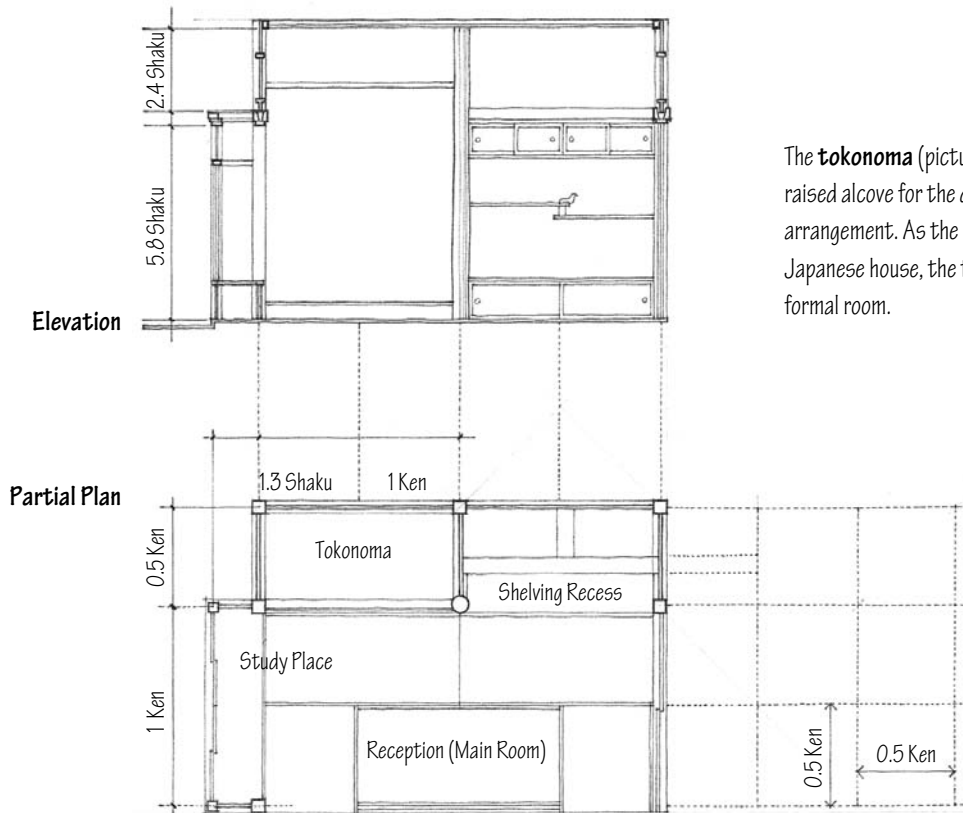 2.4 Shaku
5.8 Shaku
Elevation
The tokonoma (pictu
raised alcove for the
arrangement. As the
Japanese house, the
formal room.
Partial Plan
1.3 Shaku
1 Ken
0.5 Ken
Tokonoma
Shelving Recess
Study Place
1 Ken
Reception (Main Room)
0.5 Ken
0.5 Ken